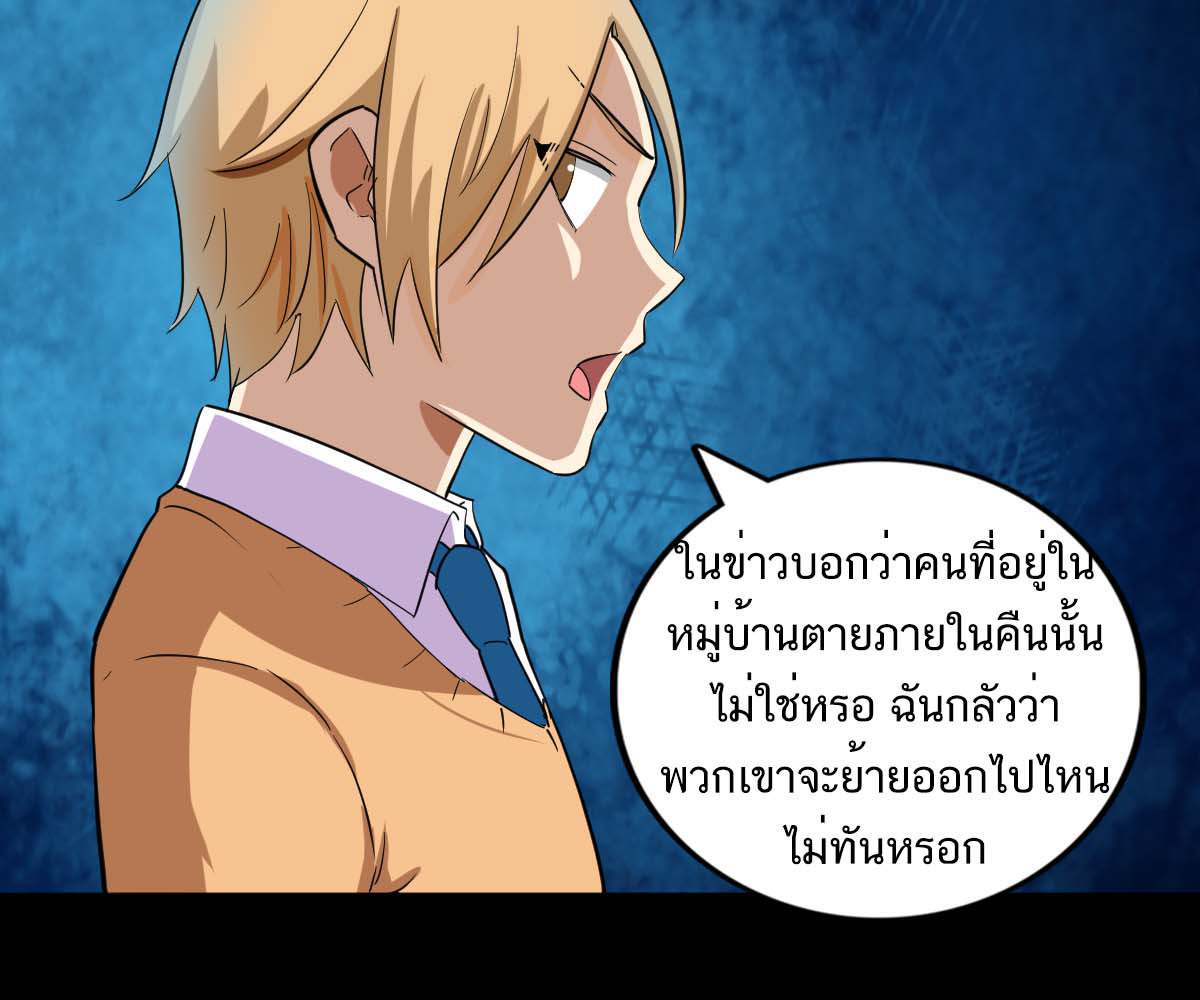 ในข่าวบอกว่าคนที่อยู่ใน
หมู่บ้านตายภายในคืนนั้น
ไม่ใช่หรอ ฉันกลัวว่า
พวกเขาจะย้ายออกไปไหน
ไม่ทันหรอก